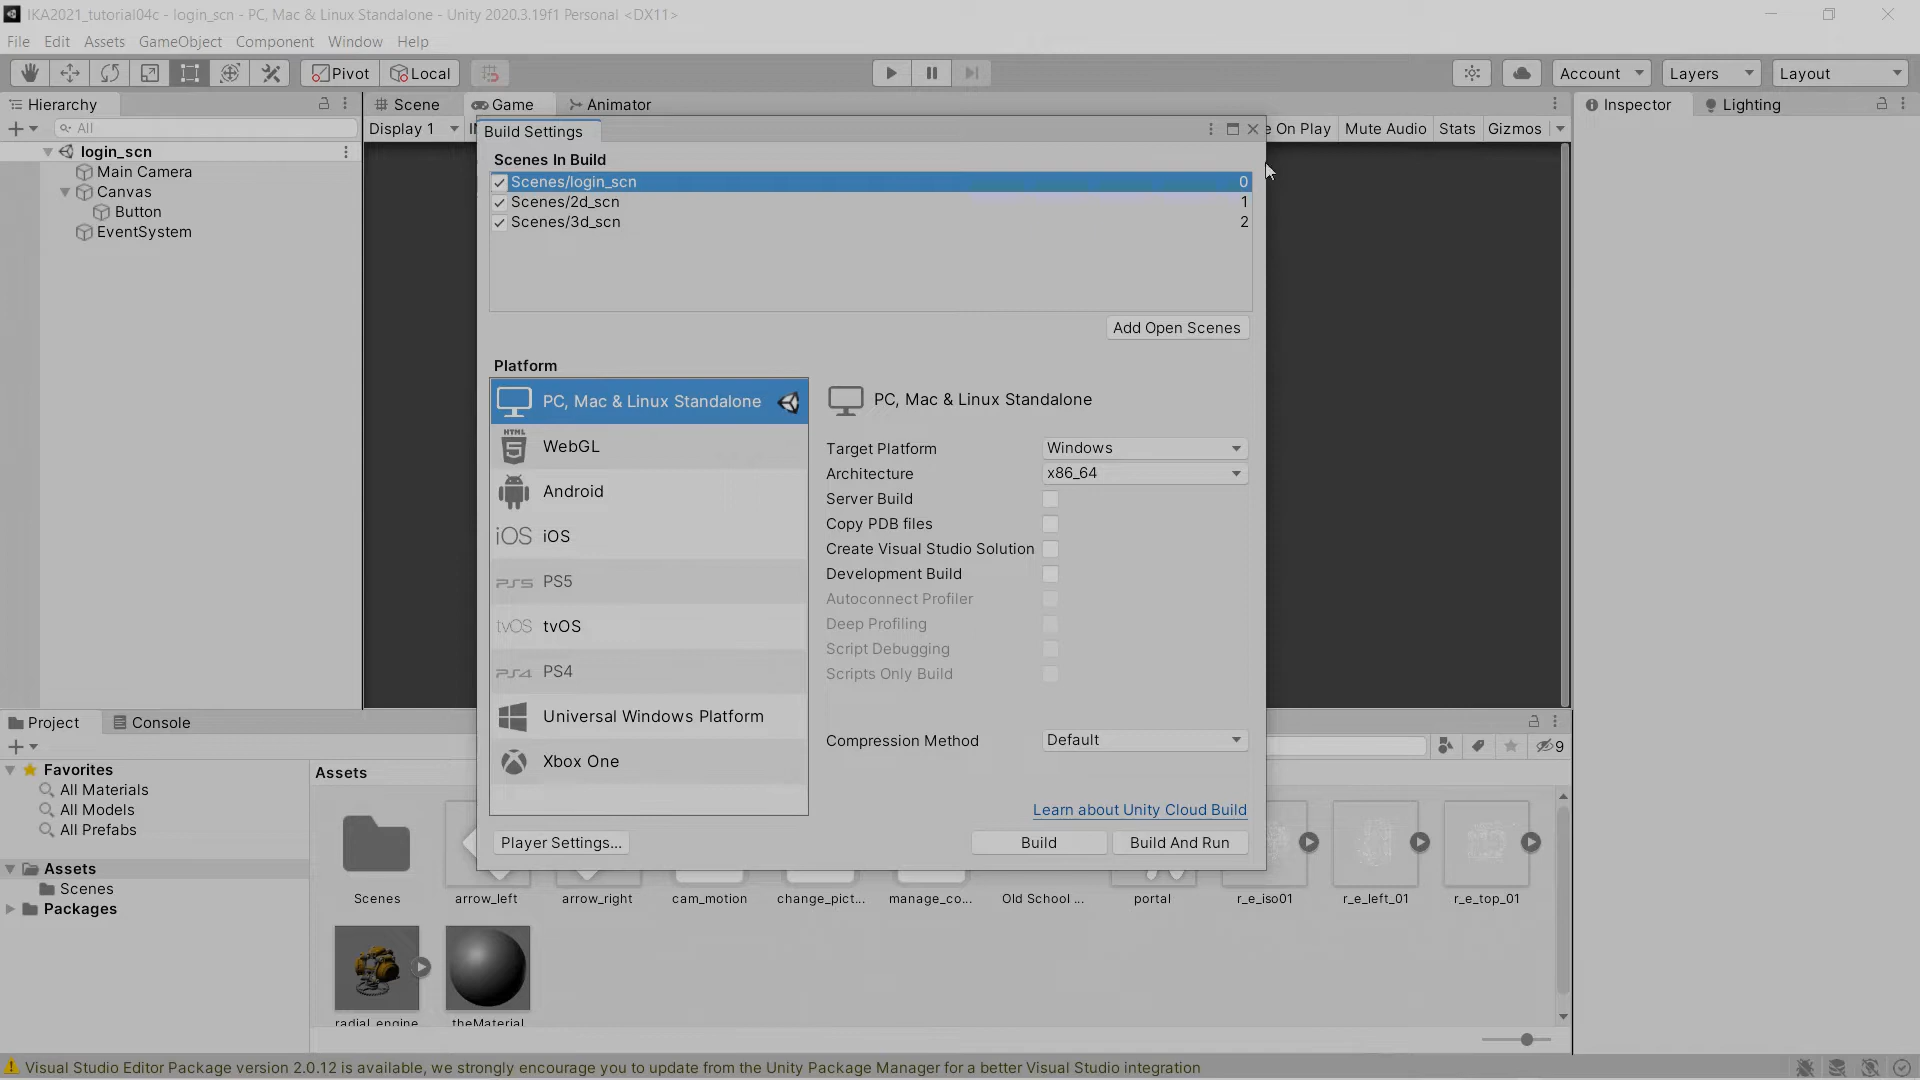 IKA2021_tutorial04c - login_scn - PC, Mac & Linux Standalone - Unity 2020.3.19f1 Personal <DX11>
File Edit Assets GameObject Component Window Help
Pivot Local Account Layers Layout
Hierarchy
All
login_scn
Main Camera
Canvas
Button
EventSystem
Scene Game Animator
Display 1
e On Play Mute Audio Stats Gizmos
Inspector Lighting
Build Settings
Scenes In Build
Scenes/login_scn 0
Scenes/2d_scn 1
Scenes/3d_scn 2
Add Open Scenes
Platform
PC, Mac & Linux Standalone
HTML
5
WebGL
Android
iOS iOS
PS5 PS5
tvOS tvOS
PS4 PS4
Universal Windows Platform
Xbox One
PC, Mac & Linux Standalone
Target Platform Windows
Architecture x86_64
Server Build
Copy PDB files
Create Visual Studio Solution
Development Build
Autoconnect Profiler
Deep Profiling
Script Debugging
Scripts Only Build
Compression Method Default
Learn about Unity Cloud Build
Player Settings... Build Build And Run
Project Console
9
Favorites
All Materials
All Models
All Prefabs
Assets
Scenes
Packages
Assets
Scenes arrow_left arrow_right cam_motion change_pict... manage_co... Old School ... portal r_e_iso01 r_e_left_01 r_e_top_01
radial_engine theMaterial
Visual Studio Editor Package version 2.0.12 is available, we strongly encourage you to update from the Unity Package Manager for a better Visual Studio integration